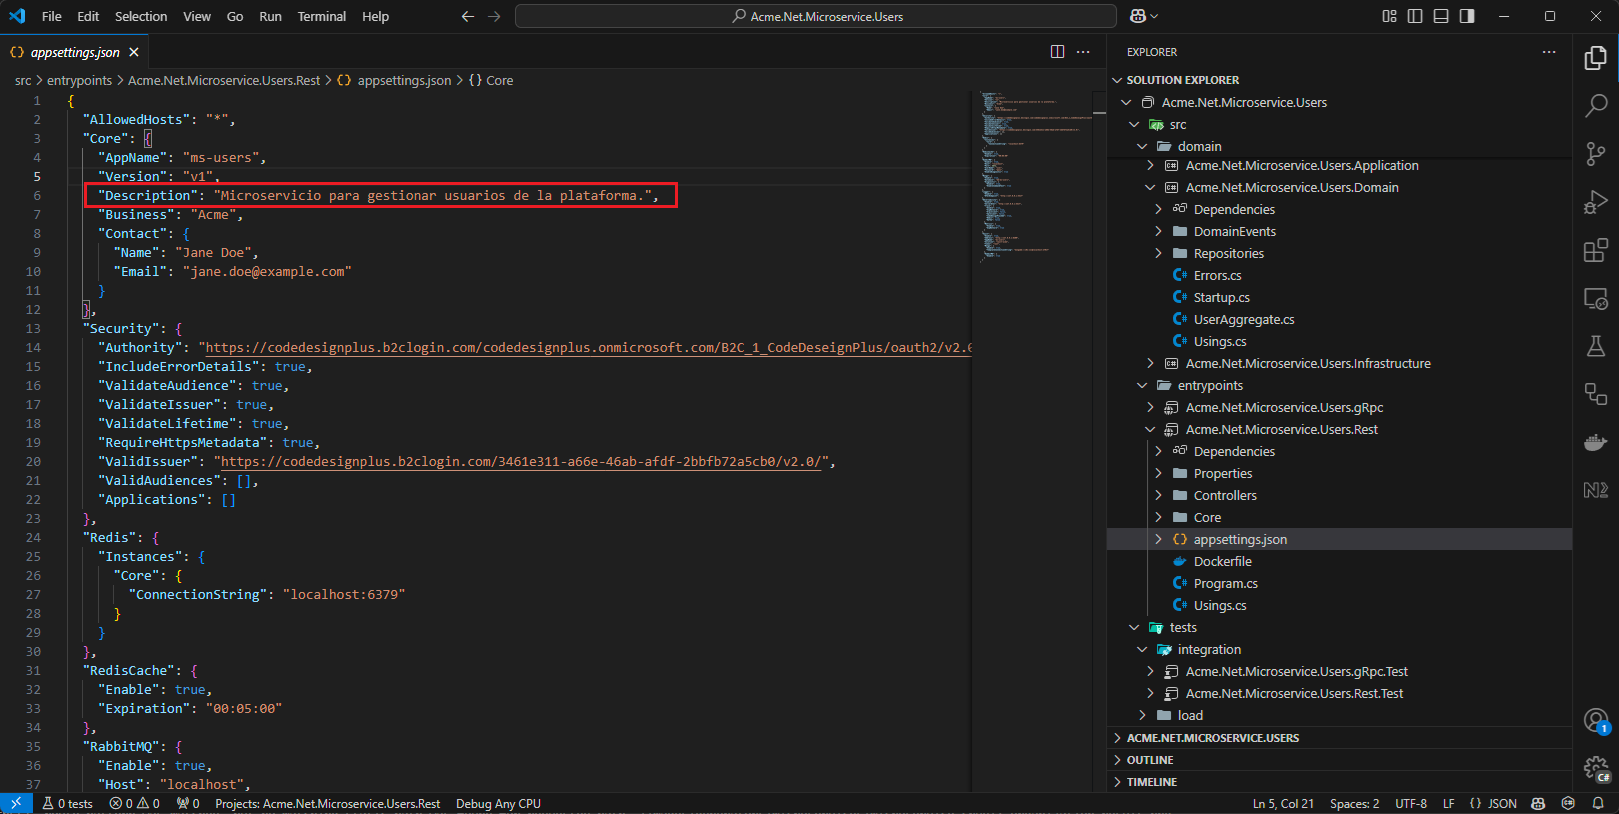 File Edit Selection View Go Run Terminal Help
Acme.Net.Microservice.Users
appsettings.json
src > entrypoints > Acme.Net.Microservice.Users.Rest > {} appsettings.json > {} Core
1 {
2 "AllowedHosts": "*",
3 "Core": {
4 "AppName": "ms-users",
5 "Version": "v1",
6 "Description": "Microservicio para gestionar usuarios de la plataforma.",
7 "Business": "Acme",
8 "Contact": {
9 "Name": "Jane Doe",
10 "Email": "jane.doe@example.com"
11 }
12 },
13 "Security": {
14 "Authority": "https://codedesignplus.b2clogin.com/codedesignplus.onmicrosoft.com/B2C_1_CodeDeseignPlus/oauth2/v2.0
15 "IncludeErrorDetails": true,
16 "ValidateAudience": true,
17 "ValidateIssuer": true,
18 "ValidateLifetime": true,
19 "RequireHttpsMetadata": true,
20 "ValidIssuer": "https://codedesignplus.b2clogin.com/3461e311-a66e-46ab-afdf-2bbfb72a5cb0/v2.0/",
21 "ValidAudiences": [],
22 "Applications": []
23 },
24 "Redis": {
25 "Instances": {
26 "Core": {
27 "ConnectionString": "localhost:6379"
28 }
29 }
30 },
31 "RedisCache": {
32 "Enable": true,
33 "Expiration": "00:05:00"
34 },
35 "RabbitMQ": {
36 "Enable": true,
37 "Host": "localhost",
EXPLORER
SOLUTION EXPLORER
Acme.Net.Microservice.Users
src
domain
Acme.Net.Microservice.Users.Application
Acme.Net.Microservice.Users.Domain
Dependencies
DomainEvents
Repositories
Errors.cs
Startup.cs
UserAggregate.cs
Usings.cs
Acme.Net.Microservice.Users.Infrastructure
entrypoints
Acme.Net.Microservice.Users.gRpc
Acme.Net.Microservice.Users.Rest
Dependencies
Properties
Controllers
Core
appsettings.json
Dockerfile
Program.cs
Usings.cs
tests
integration
Acme.Net.Microservice.Users.gRpc.Test
Acme.Net.Microservice.Users.Rest.Test
load
ACME.NET.MICROSERVICE.USERS
OUTLINE
TIMELINE
1
C#
0 tests 0 0 0 Projects: Acme.Net.Microservice.Users.Rest Debug Any CPU
Ln 5, Col 21 Spaces: 2 UTF-8 LF {} JSON